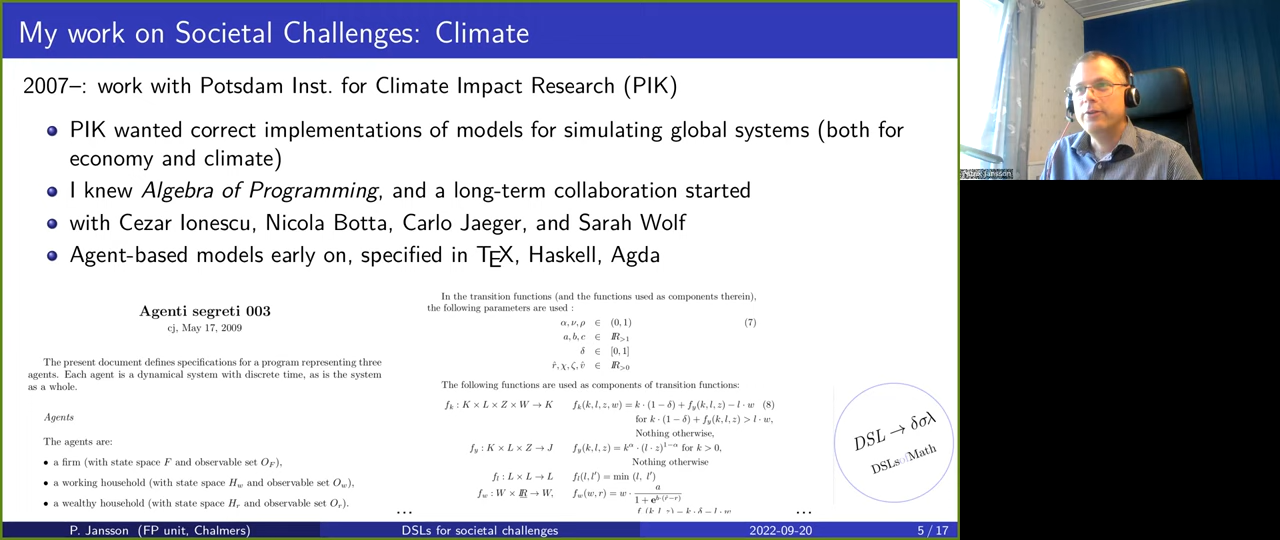 My work on Societal Challenges: Climate
2007–: work with Potsdam Inst. for Climate Impact Research (PIK)
PIK wanted correct implementations of models for simulating global systems (both for
economy and climate)
I knew Algebra of Programming, and a long-term collaboration started
with Cezar Ionescu, Nicola Botta, Carlo Jaeger, and Sarah Wolf
Agent-based models early on, specified in TEX, Haskell, Agda
Agenti segreti 003
cj, May 17, 2009
The present document defines specifications for a program representing three
agents. Each agent is a dynamical system with discrete time, as is the system
as a whole.
Agents
The agents are:
• a firm (with state space F and observable set O_F),
• a working household (with state space H_w and observable set O_w),
• a wealthy household (with state space H_r and observable set O_r).
...
In the transition functions (and the functions used as components therein),
the following parameters are used :
α, ν, ρ ∈ (0, 1) (7)
a, b, c ∈ ℝ_{>1}
δ ∈ [0, 1]
r̂, χ, ζ, v̂ ∈ ℝ_{>0}
The following functions are used as components of transition functions:
f_k : K × L × Z × W → K f_k(k, l, z, w) = k · (1 − δ) + f_y(k, l, z) − l · w (8)
for k · (1 − δ) + f_y(k, l, z) > l · w,
Nothing otherwise,
f_y : K × L × Z → J f_y(k, l, z) = k^α · (l · z)^{1−α} for k > 0,
Nothing otherwise
f_l : L × L → L f_l(l, l′) = min (l, l′)
f_w : W × ℝ → W, f_w(w, r) = w · a / (1 + e^{b·(r̂−r)})
f (k, l, z) − k · δ − l · w
...
DSL → δσλ
DSLsofMath
P. Jansson (FP unit, Chalmers)
DSLs for societal challenges
2022-09-20
5 / 17
Jansson